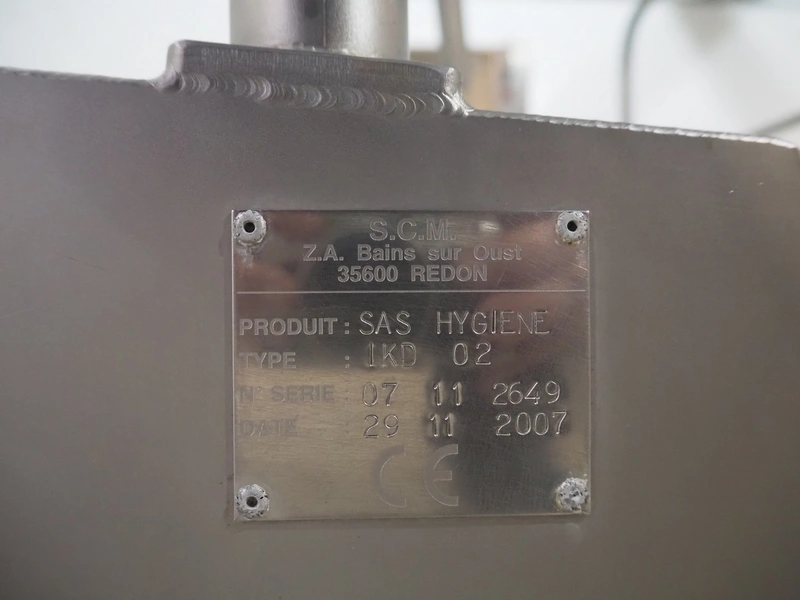 S.C.M.
Z.A. Bains sur Oust
35600 REDON
PRODUIT : SAS HYGIENE
TYPE : 1KD 02
N° SERIE : 07 11 2649
DATE : 29 11 2007
CE